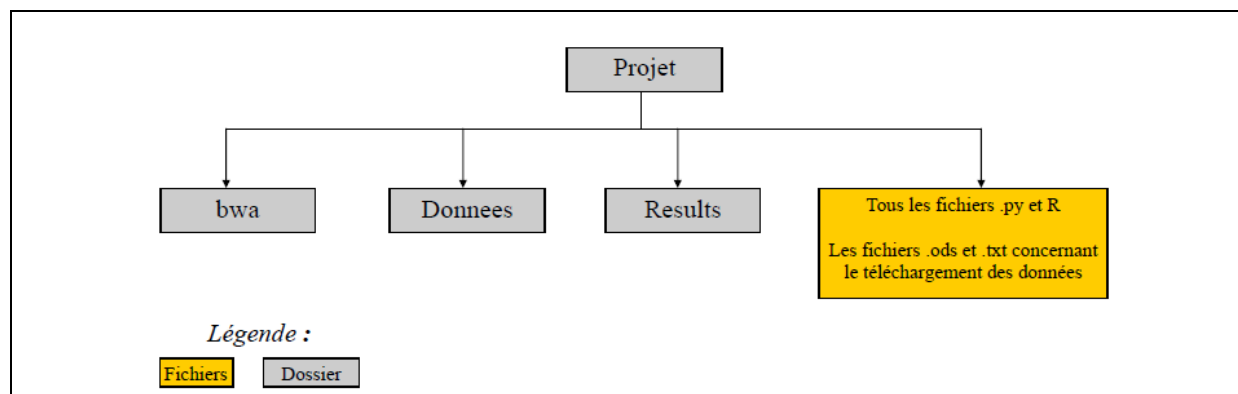 Projet
bwa
Donnees
Results
Tous les fichiers .py et R
Les fichiers .ods et .txt concernant
le téléchargement des données
Légende :
Fichiers
Dossier